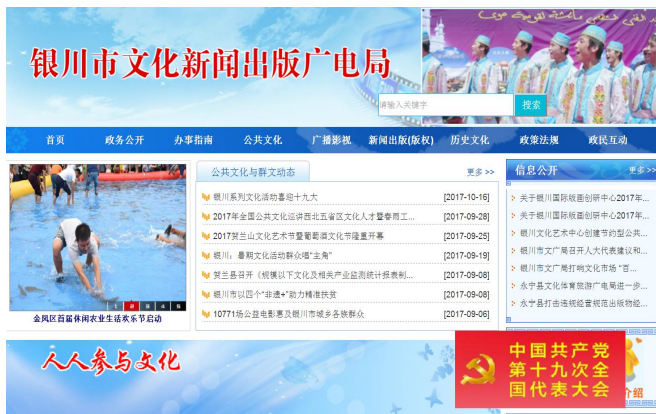 银川市文化新闻出版广电局
请输入关键字
搜索
首页
政务公开
办事指南
公共文化
广播影视
新闻出版(版权)
历史文化
政策法规
政民互动
1 2 3 4 5
金凤区首届休闲农业生活欢乐节启动
公共文化与群文动态
更多 >>
银川系列文化活动喜迎十九大 [2017-10-16]
2017年全国公共文化巡讲西北五省区文化人才暨春雨工... [2017-09-28]
2017贺兰山文化艺术节暨葡萄酒文化节隆重开幕 [2017-09-25]
银川：暑期文化活动群众唱"主角" [2017-09-19]
贺兰县召开《规模以下文化及相关产业监测统计报表制... [2017-09-08]
银川市以四个"非遗+"助力精准扶贫 [2017-09-08]
10771场公益电影惠及银川市城乡各族群众 [2017-09-06]
信息公开
更多>>
关于银川国际版画创研中心2017年...
关于银川国际版画创研中心2017年...
银川文化艺术中心创建节约型公共...
银川市文广局召开人大代表建议和...
银川市文广局打响文化市场 "百...
永宁县文化体育旅游广电局进一步...
永宁县打击违规经营规范出版物经...
人人参与文化
中国共产党
第十九次全
国代表大会
介绍